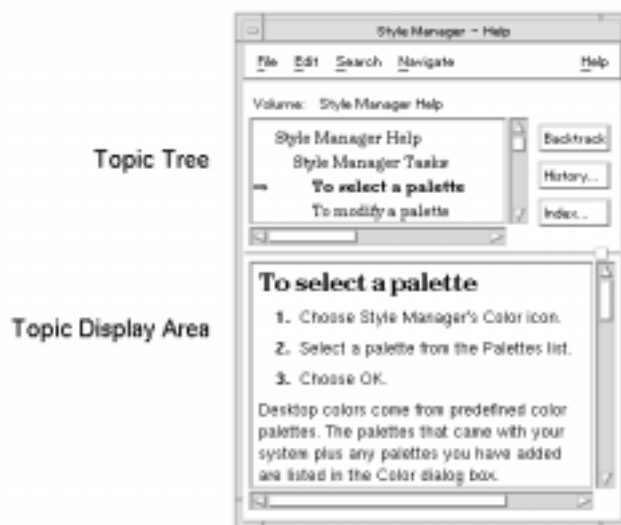 Style Manager - Help
File Edit Search Navigate Help
Volume: Style Manager Help
Topic Tree
Style Manager Help
Style Manager Tasks
To select a palette
To modify a palette
Backtrack
History...
Index...
Topic Display Area
To select a palette
1. Choose Style Manager's Color icon.
2. Select a palette from the Palettes list.
3. Choose OK.
Desktop colors come from predefined color
palettes. The palettes that came with your
system plus any palettes you have added
are listed in the Color dialog box.